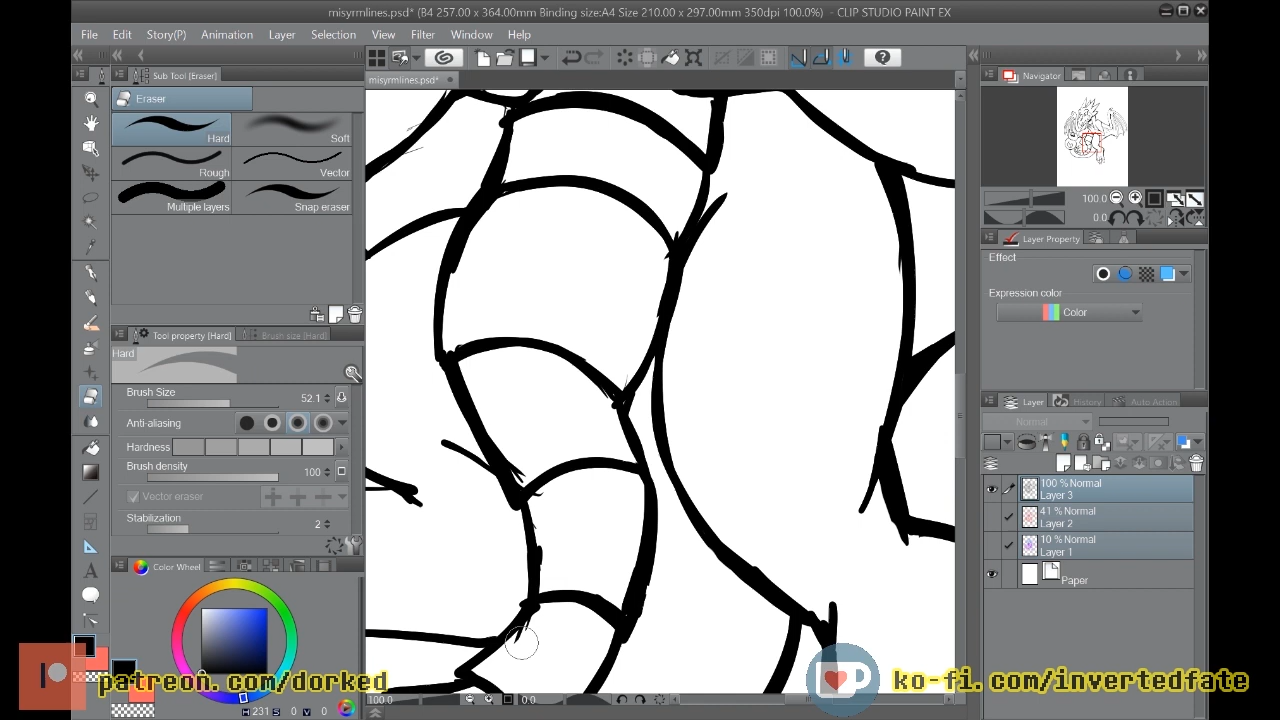 misyrmlines.psd* (B4 257.00 x 364.00mm Binding size:A4 Size 210.00 x 297.00mm 350dpi 100.0%)  - CLIP STUDIO PAINT EX
File Edit Story(P) Animation Layer Selection View Filter Window Help
Sub Tool [Eraser]
misyrmlines.psd*
Navigator
Eraser
Hard Soft
Rough Vector
Multiple layers Snap eraser
100.0
0.0
Layer Property
Effect
Expression color
Color
Tool property [Hard] Brush size [Hard]
Hard
Brush Size 52.1
Anti-aliasing
Hardness
Brush density 100
Vector eraser
Stabilization 2
Layer History Auto Action
Normal
100 % Normal
Layer 3
41 % Normal
Layer 2
10 % Normal
Layer 1
Paper
Color Wheel
patreon.com/dorked
ko-fi.com/invertedfate
100.0 0.0
H 231 S 0 V 0